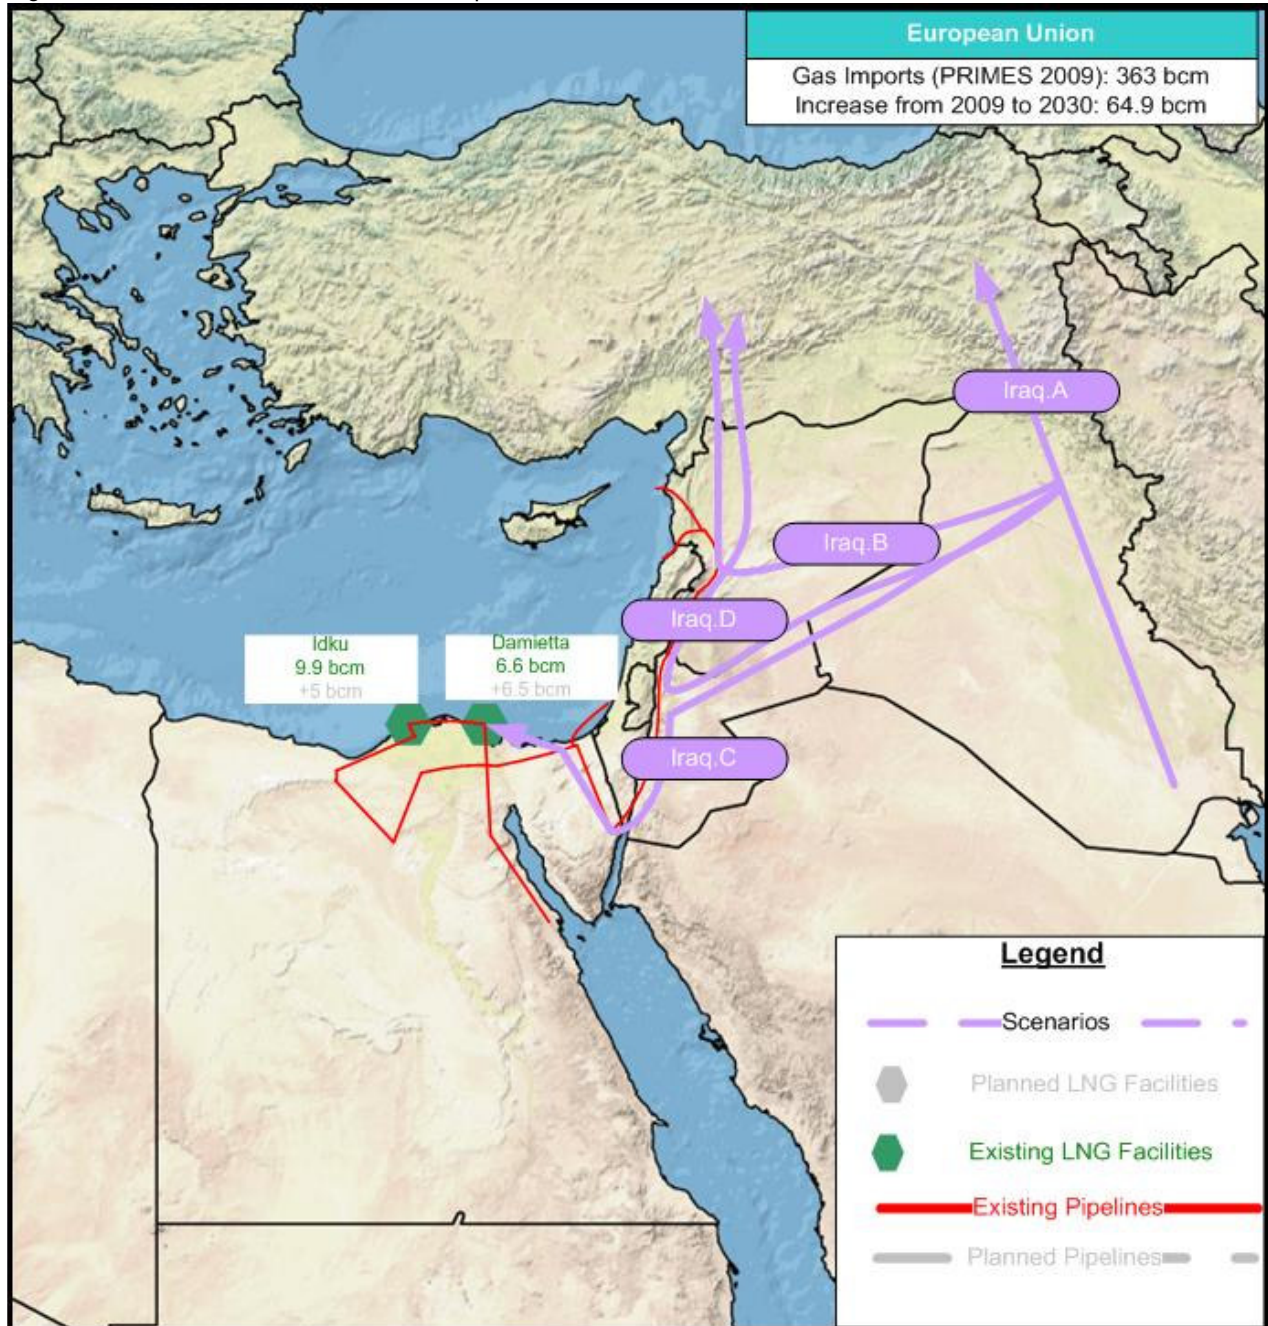 European Union
Gas Imports (PRIMES 2009): 363 bcm
Increase from 2009 to 2030: 64.9 bcm
Iraq.A
Iraq.B
Iraq.D
Idku
9.9 bcm
+5 bcm
Damietta
6.6 bcm
+6.5 bcm
Iraq.C
Legend
Scenarios
Planned LNG Facilities
Existing LNG Facilities
Existing Pipelines
Planned Pipelines